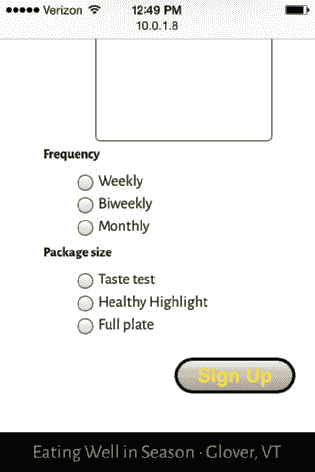 Verizon 12:49 PM
10.0.1.8
Frequency
Weekly
Biweekly
Monthly
Package size
Taste test
Healthy Highlight
Full plate
Sign Up
Eating Well in Season · Glover, VT